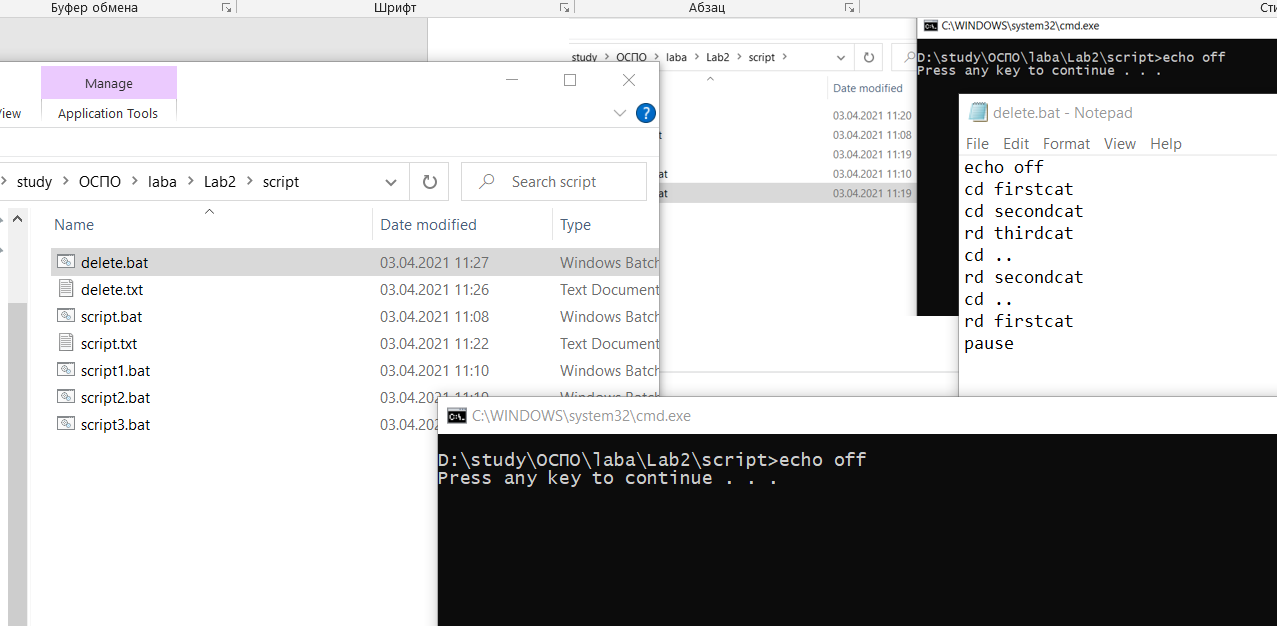 Буфер обмена
Шрифт
Абзац
study > ОСПО > laba > Lab2 > script >
Date modified
03.04.2021 11:20
03.04.2021 11:08
03.04.2021 11:19
03.04.2021 11:10
03.04.2021 11:19
C:\WINDOWS\system32\cmd.exe
D:\study\ОСПО\laba\Lab2\script>echo off
Press any key to continue . . .
delete.bat - Notepad
File Edit Format View Help
echo off
cd firstcat
cd secondcat
rd thirdcat
cd ..
rd secondcat
cd ..
rd firstcat
pause
Manage
Application Tools
> study > ОСПО > laba > Lab2 > script
Search script
Name Date modified Type
delete.bat 03.04.2021 11:27 Windows Batch
delete.txt 03.04.2021 11:26 Text Document
script.bat 03.04.2021 11:08 Windows Batch
script.txt 03.04.2021 11:22 Text Document
script1.bat 03.04.2021 11:10 Windows Batch
script2.bat 03.04.2021 11:19 Windows Batch
script3.bat
C:\WINDOWS\system32\cmd.exe
D:\study\ОСПО\laba\Lab2\script>echo off
Press any key to continue . . .